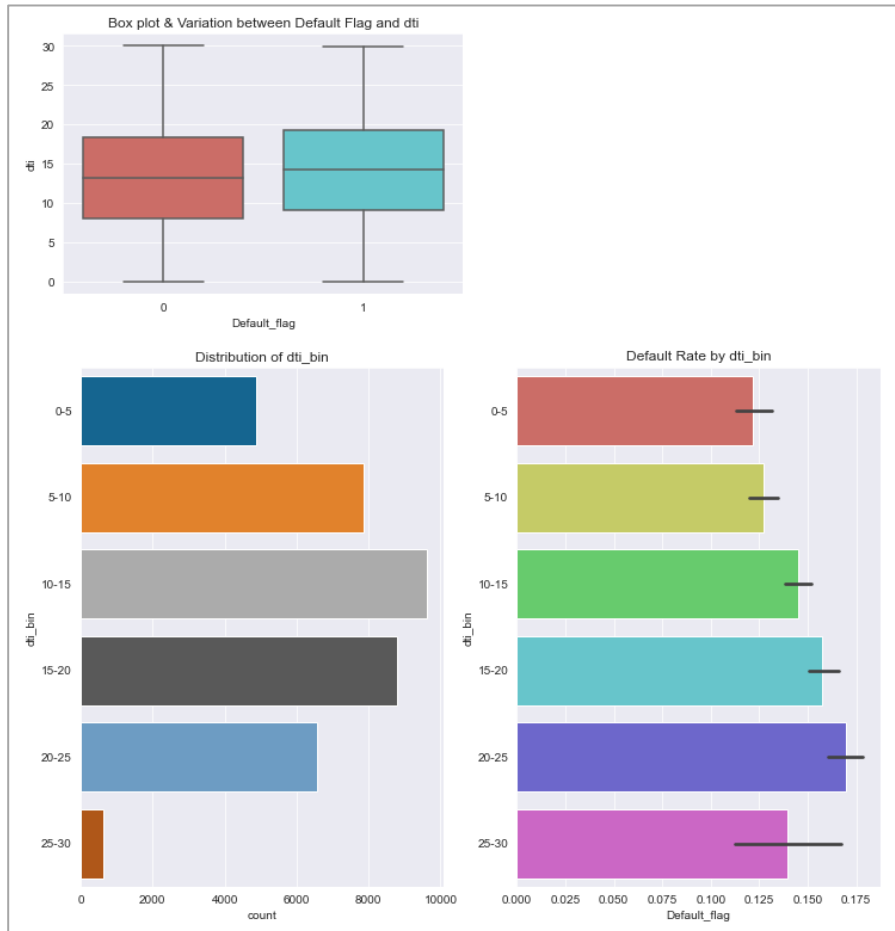 Box plot & Variation between Default Flag and dti
30
25
20
15
10
5
0
dti
0 1
Default_flag
Distribution of dti_bin
0-5
5-10
10-15
15-20
20-25
25-30
dti_bin
0 2000 4000 6000 8000 10000
count
Default Rate by dti_bin
0-5
5-10
10-15
15-20
20-25
25-30
dti_bin
0.000 0.025 0.050 0.075 0.100 0.125 0.150 0.175
Default_flag